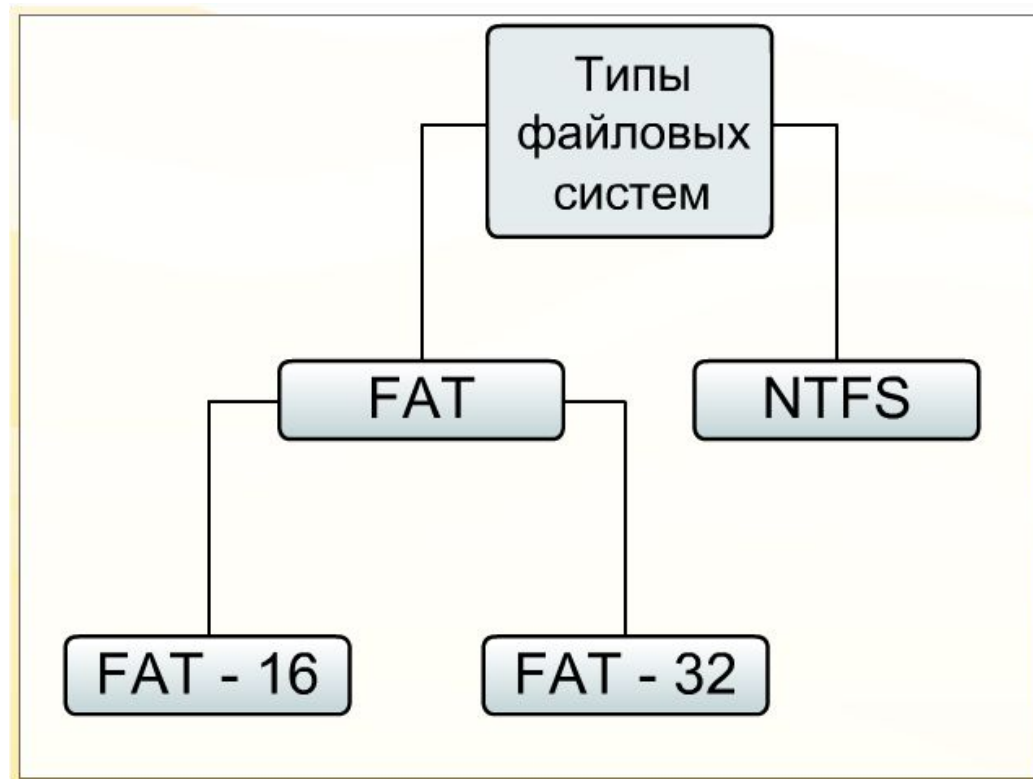 Типы
файловых
систем
FAT
NTFS
FAT - 16
FAT - 32